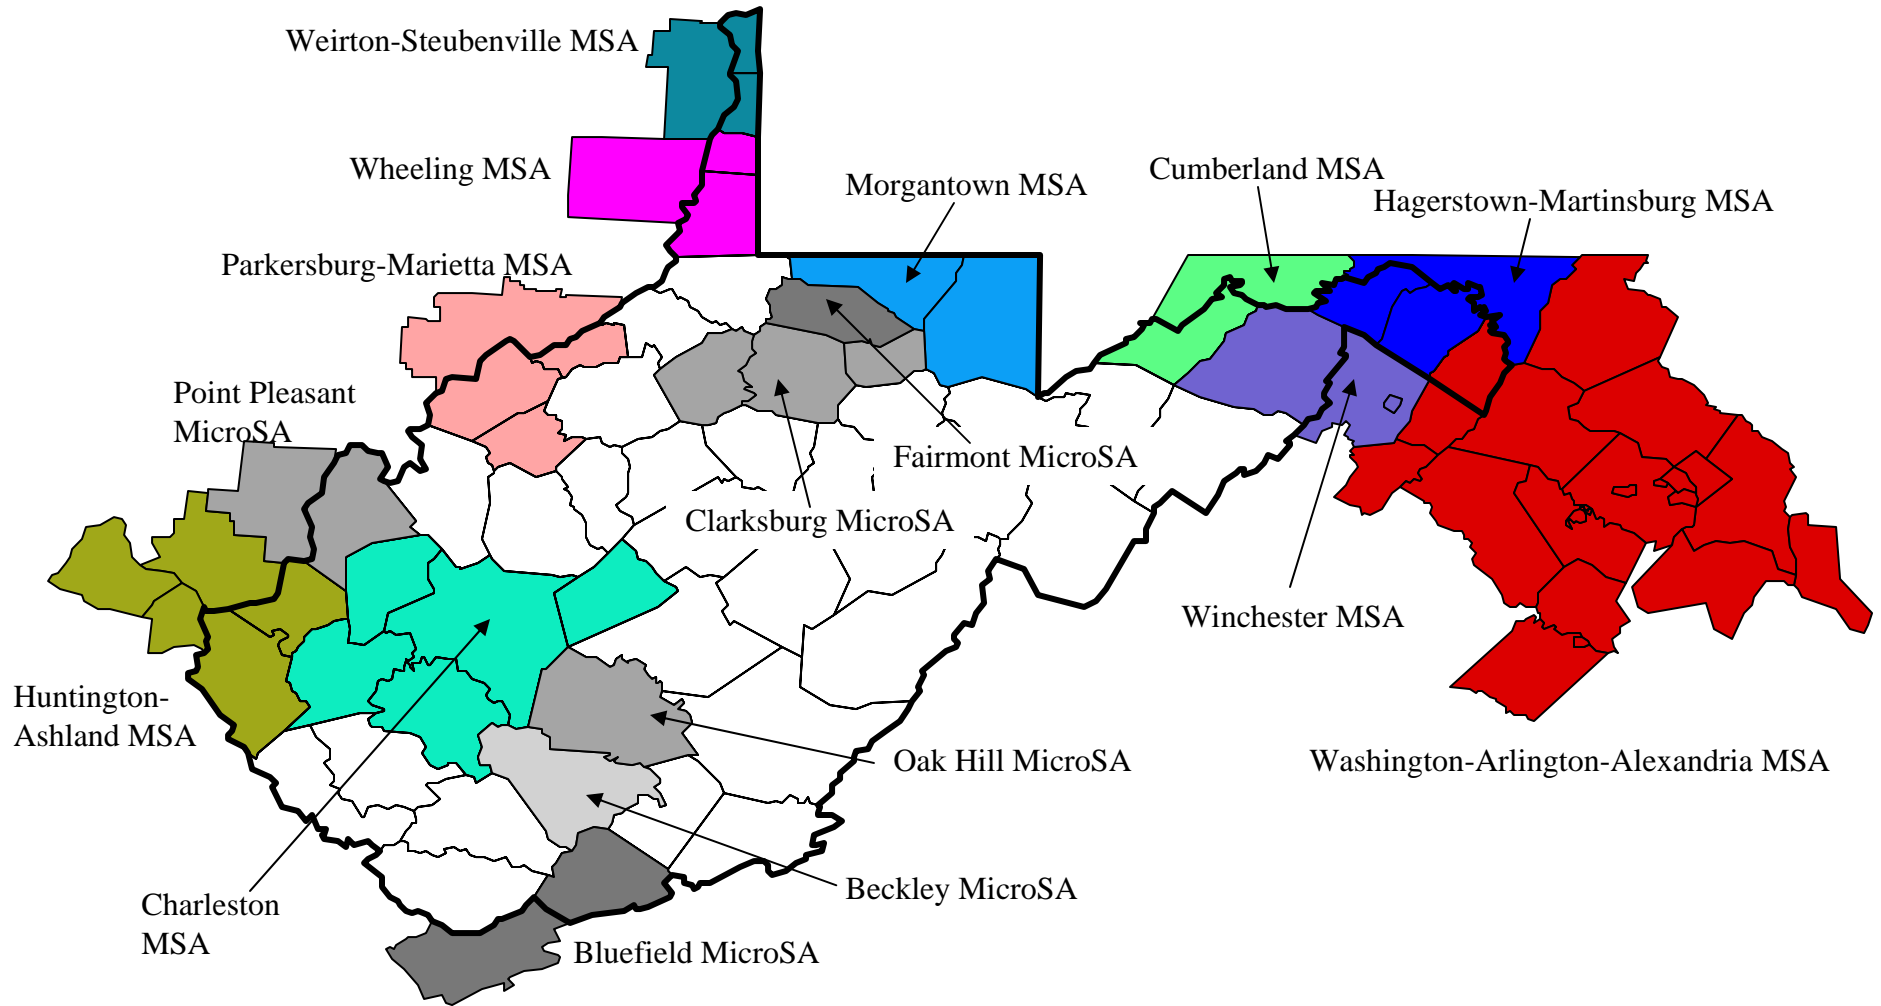 Weirton-Steubenville MSA
Wheeling MSA
Cumberland MSA
Morgantown MSA
Hagerstown-Martinsburg MSA
Parkersburg-Marietta MSA
Point Pleasant
MicroSA
Fairmont MicroSA
Clarksburg MicroSA
Winchester MSA
Huntington-
Ashland MSA
Oak Hill MicroSA
Washington-Arlington-Alexandria MSA
Beckley MicroSA
Charleston
MSA
Bluefield MicroSA